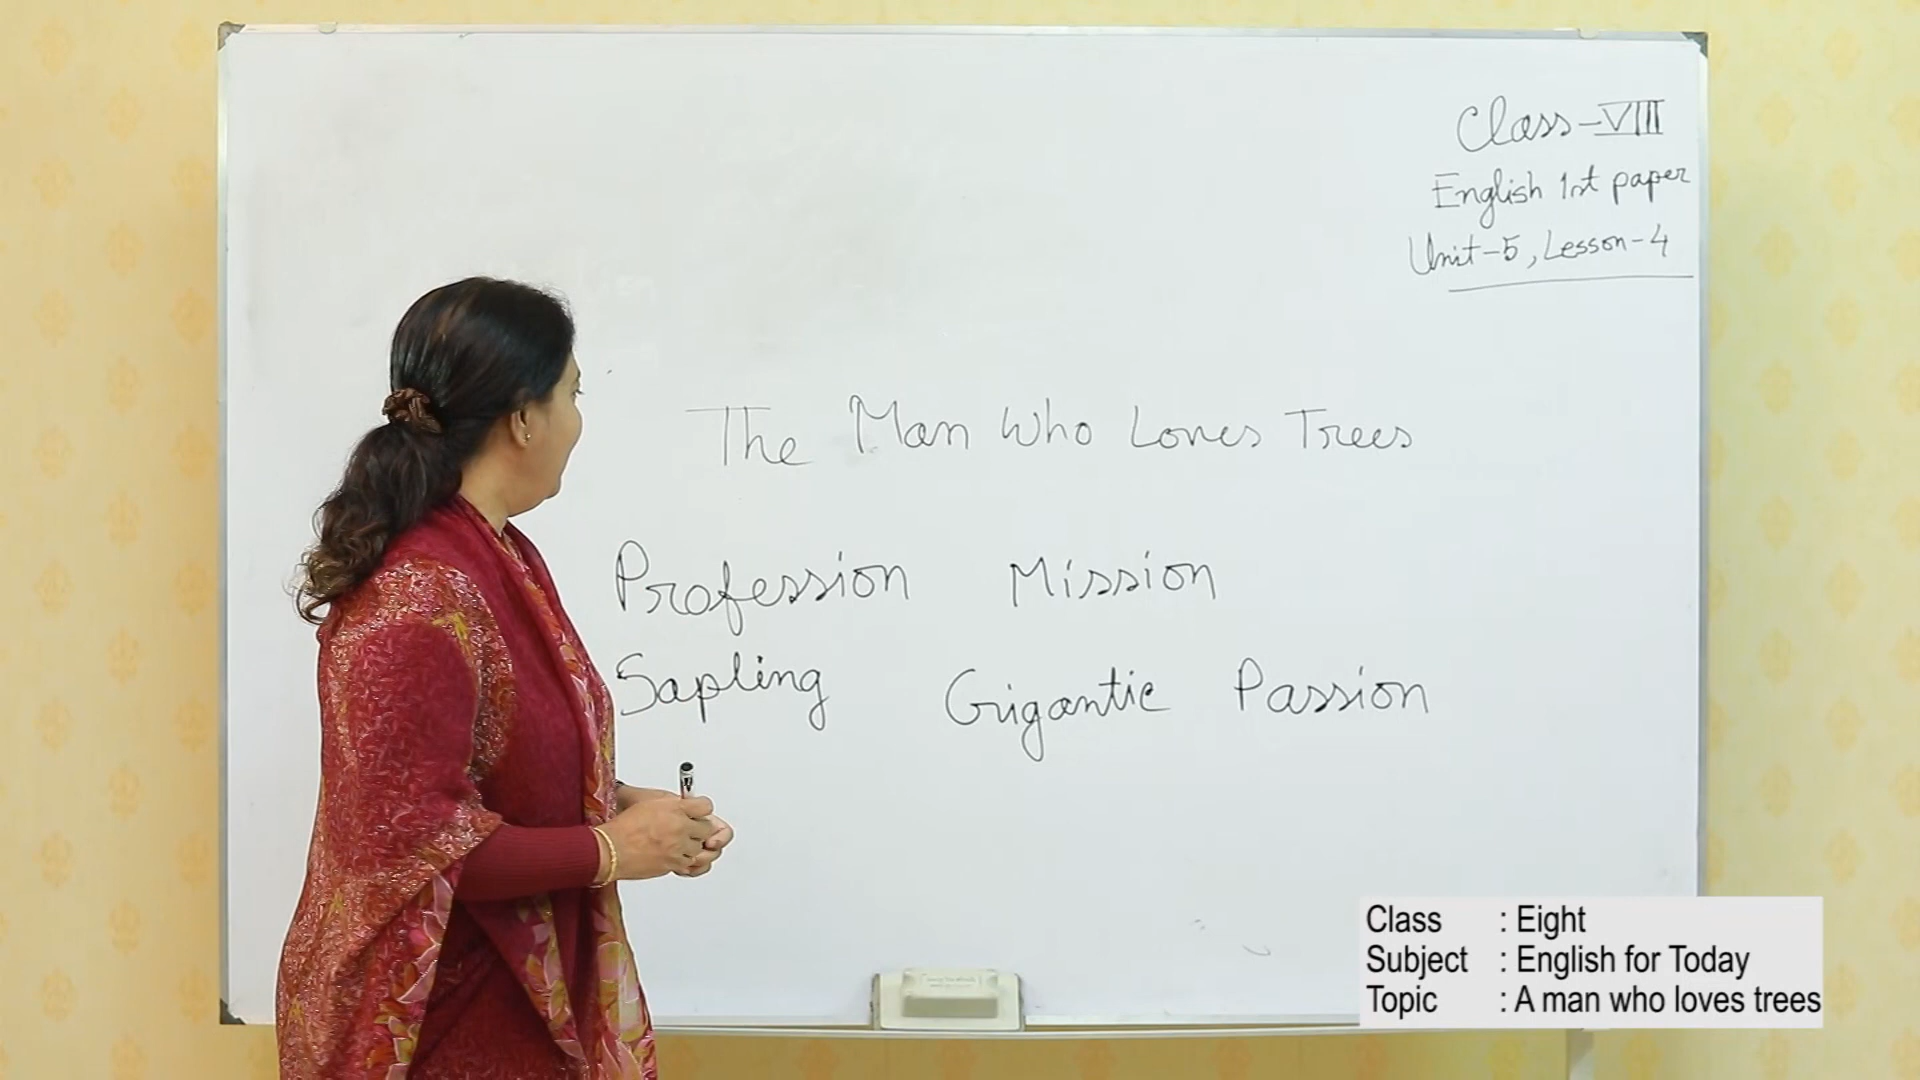 Class-VIII
English 1st paper
Unit-5, Lesson-4
The Man Who Loves Trees
Profession Mission
Sapling Gigantic Passion
Class : Eight
Subject : English for Today
Topic : A man who loves trees